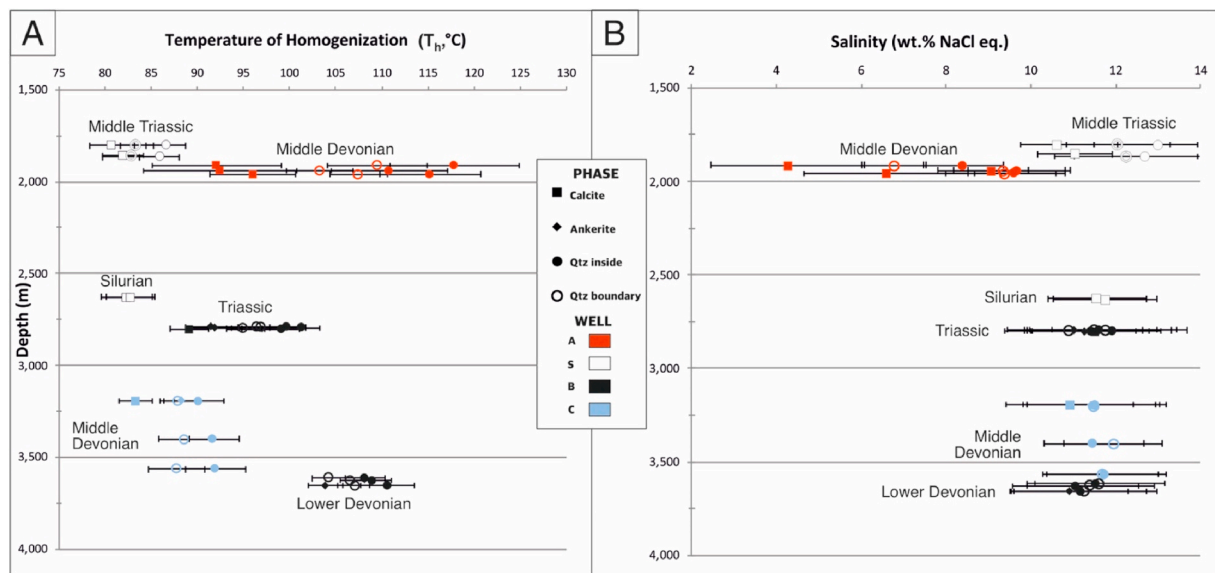 A
Temperature of Homogenization (Th,°C)
75 80 85 90 95 100 105 110 115 120 125 130
Depth (m)
1,500
2,000
2,500
3,000
3,500
4,000
Middle Triassic
Middle Devonian
Silurian
Triassic
Middle
Devonian
Lower Devonian
PHASE
Calcite
Ankerite
Qtz inside
Qtz boundary
WELL
A
S
B
C
B
Salinity (wt.% NaCl eq.)
2 4 6 8 10 12 14
1,500
2,000
2,500
3,000
3,500
4,000
Middle Triassic
Middle Devonian
Silurian
Triassic
Middle
Devonian
Lower Devonian